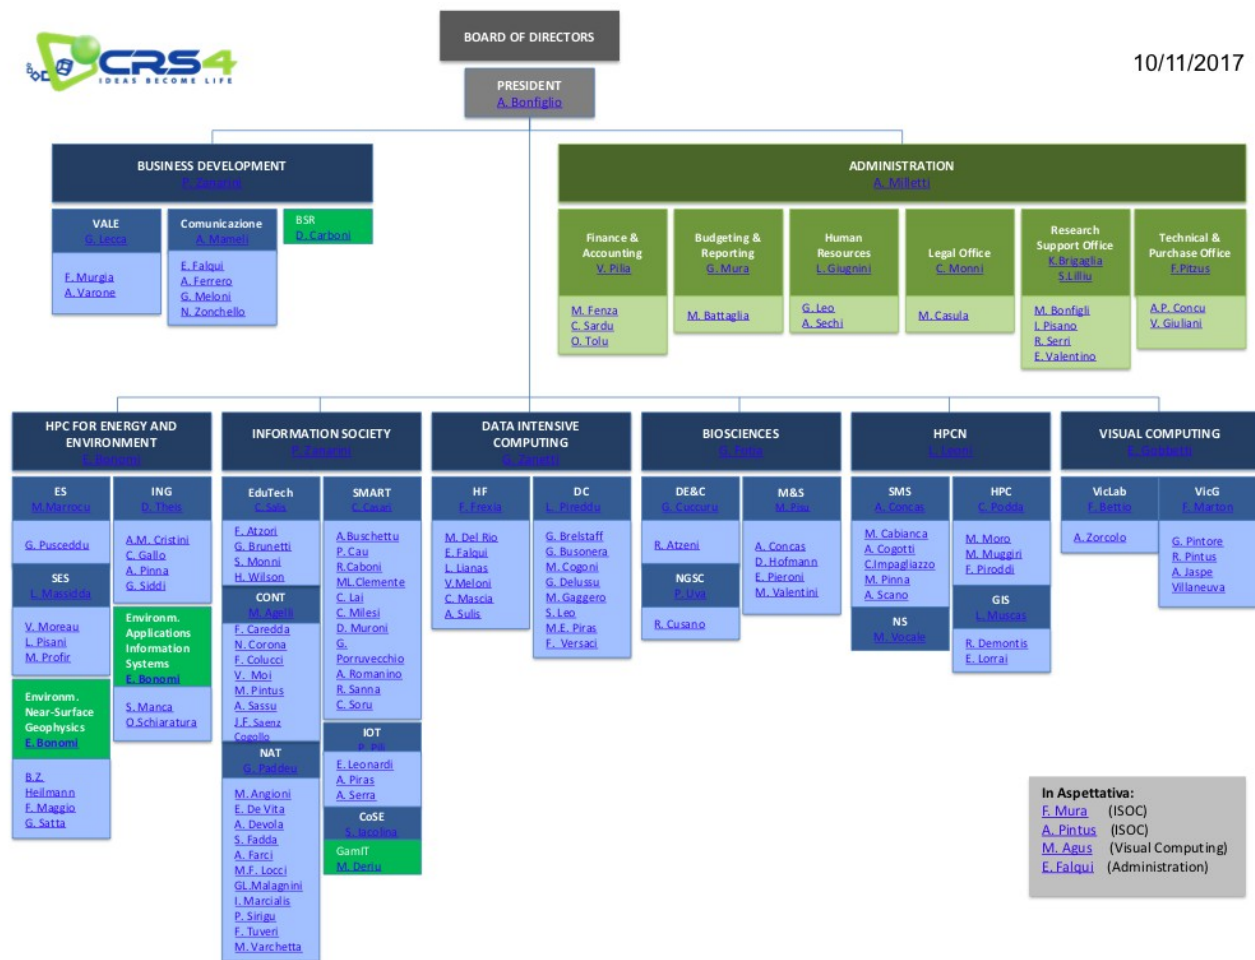 CRS4
IDEAS BECOME LIFE
BOARD OF DIRECTORS
10/11/2017
PRESIDENT
A. Bonfiglio
BUSINESS DEVELOPMENT
P. Zanarini
VALE
G. Lecca
F. Murgia
A. Varone
Comunicazione
A. Mameli
E. Falqui
A. Ferrero
G. Meloni
N. Zonchello
BSR
D. Carboni
ADMINISTRATION
A. Milletti
Finance &
Accounting
V. Pilia
M. Fenza
C. Sardu
O. Tolu
Budgeting &
Reporting
G. Mura
M. Battaglia
Human
Resources
L. Giugnini
G. Leo
A. Sechi
Legal Office
C. Monni
M. Casula
Research
Support Office
K.Brigaglia
S.Lilliu
M. Bonfigli
I. Pisano
R. Serri
E. Valentino
Technical &
Purchase Office
F.Pitzus
A.P. Concu
V. Giuliani
HPC FOR ENERGY AND
ENVIRONMENT
E. Bonomi
ES
M.Marrocu
G. Pusceddu
SES
L. Massidda
V. Moreau
L. Pisani
M. Profir
Environm.
Near-Surface
Geophysics
E. Bonomi
B.Z.
Heilmann
F. Maggio
G. Satta
ING
D. Theis
A.M. Cristini
C. Gallo
A. Pinna
G. Siddi
Environm.
Applications
Information
Systems
E. Bonomi
S. Manca
O.Schiaratura
INFORMATION SOCIETY
P. Zanarini
EduTech
C. Salis
F. Atzori
G. Brunetti
S. Monni
H. Wilson
CONT
M. Agelli
F. Caredda
N. Corona
F. Colucci
V. Moi
M. Pintus
A. Sassu
J.F. Saenz
Cogollo
NAT
G. Paddeu
M. Angioni
E. De Vita
A. Devola
S. Fadda
A. Farci
M.F. Locci
GL.Malagnini
I. Marcialis
P. Sirigu
F. Tuveri
M. Varchetta
SMART
C. Casari
A.Buschettu
P. Cau
R.Caboni
ML.Clemente
C. Lai
C. Milesi
D. Muroni
G.
Porruvecchio
A. Romanino
R. Sanna
C. Soru
IOT
P. Pili
E. Leonardi
A. Piras
A. Serra
CoSE
S. Iacolina
GamIT
M. Deriu
DATA INTENSIVE
COMPUTING
G. Zanetti
HF
F. Frexia
M. Del Rio
E. Falqui
L. Lianas
V.Meloni
C. Mascia
A. Sulis
DC
L. Pireddu
G. Brelstaff
G. Busonera
M. Cogoni
G. Delussu
M. Gaggero
S. Leo
M.E. Piras
F. Versaci
BIOSCIENCES
DE&C
G. Cuccuru
R. Atzeni
NGSC
P. Uva
R. Cusano
M&S
M. Pisu
A. Concas
D. Hofmann
E. Pieroni
M. Valentini
HPCN
L. Leoni
SMS
A. Concas
M. Cabianca
A. Cogotti
C.Impagliazzo
M. Pinna
A. Scano
NS
M. Vocale
HPC
C. Podda
M. Moro
M. Muggiri
F. Piroddi
GIS
L. Muscas
R. Demontis
E. Lorrai
VISUAL COMPUTING
E. Gobbetti
VicLab
F. Bettio
A. Zorcolo
VicG
F. Marton
G. Pintore
R. Pintus
A. Jaspe
Villaneuva
In Aspettativa:
F. Mura (ISOC)
A. Pintus (ISOC)
M. Agus (Visual Computing)
E. Falqui (Administration)